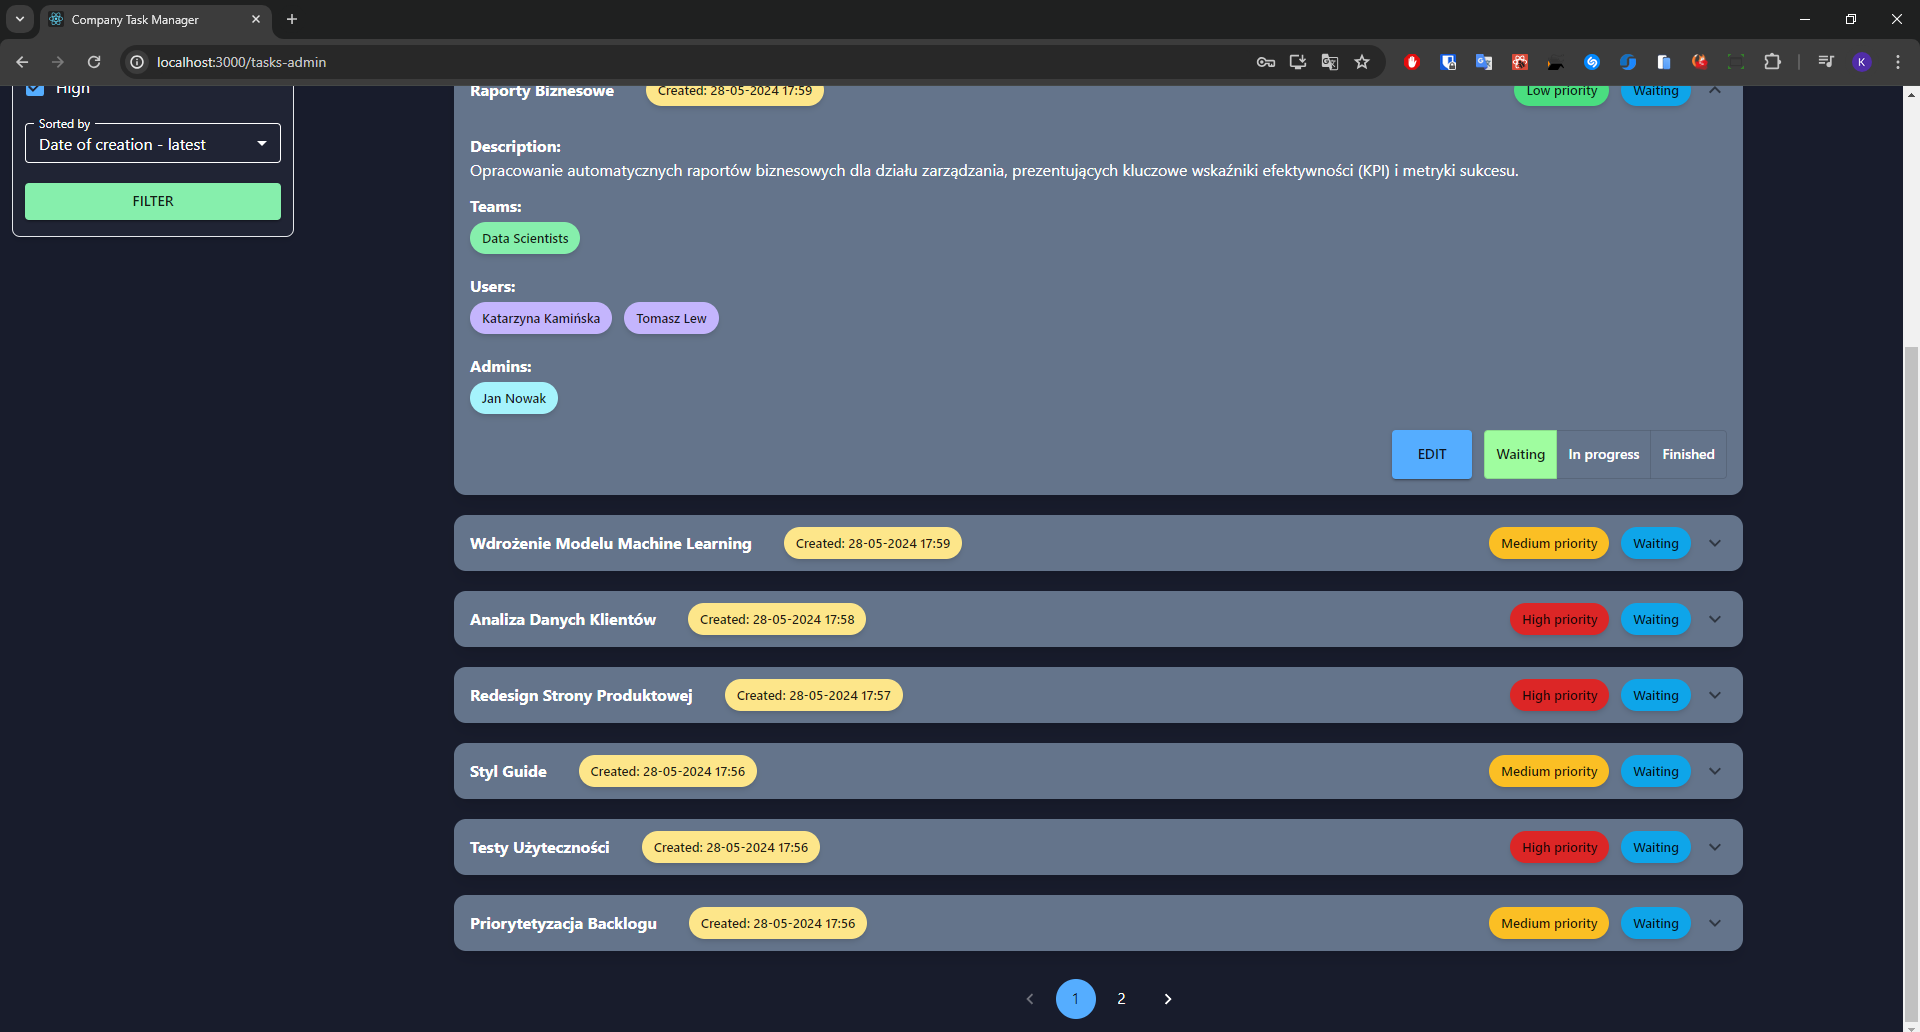 Company Task Manager
localhost:3000/tasks-admin
K
High
Sorted by
Date of creation - latest
FILTER
Raporty Biznesowe Created: 28-05-2024 17:59 Low priority Waiting
Description:
Opracowanie automatycznych raportów biznesowych dla działu zarządzania, prezentujących kluczowe wskaźniki efektywności (KPI) i metryki sukcesu.
Teams:
Data Scientists
Users:
Katarzyna Kamińska Tomasz Lew
Admins:
Jan Nowak
EDIT Waiting In progress Finished
Wdrożenie Modelu Machine Learning Created: 28-05-2024 17:59 Medium priority Waiting
Analiza Danych Klientów Created: 28-05-2024 17:58 High priority Waiting
Redesign Strony Produktowej Created: 28-05-2024 17:57 High priority Waiting
Styl Guide Created: 28-05-2024 17:56 Medium priority Waiting
Testy Użyteczności Created: 28-05-2024 17:56 High priority Waiting
Priorytetyzacja Backlogu Created: 28-05-2024 17:56 Medium priority Waiting
1 2